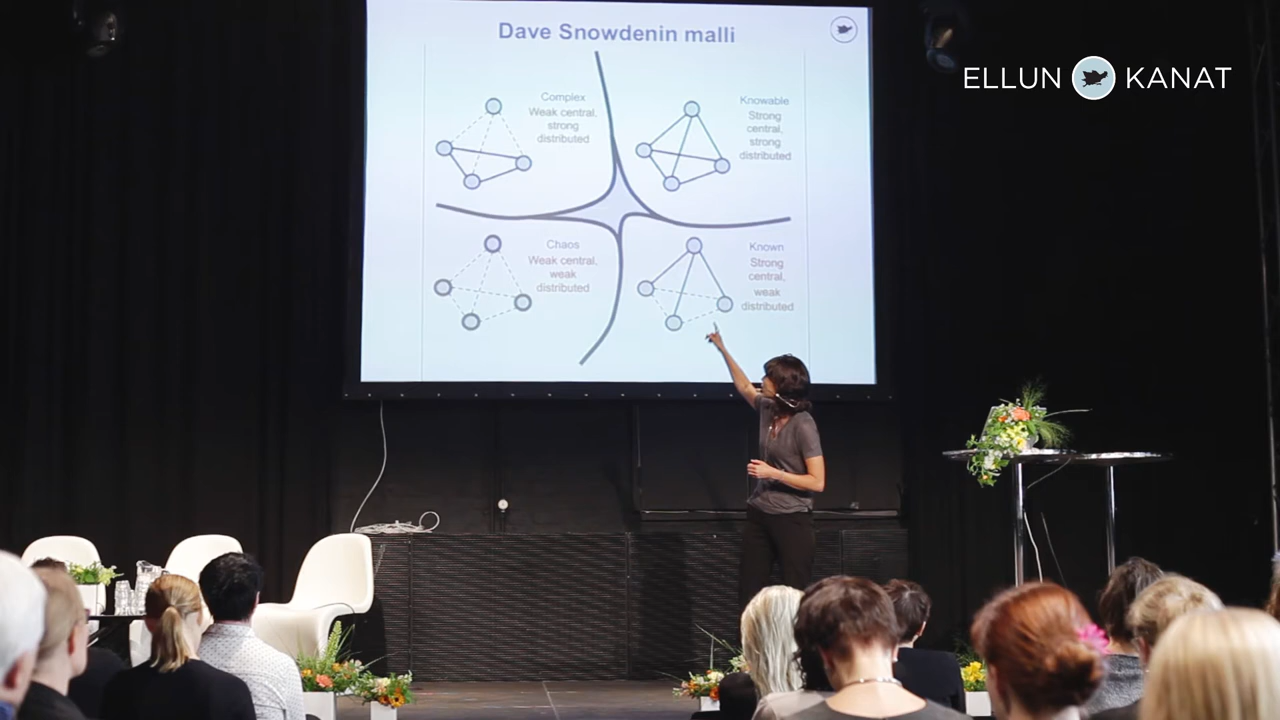 Dave Snowdenin malli
ELLUN KANAT
Complex
Weak central,
strong
distributed
Knowable
Strong
central,
strong
distributed
Chaos
Weak central,
weak
distributed
Known
Strong
central,
weak
distributed